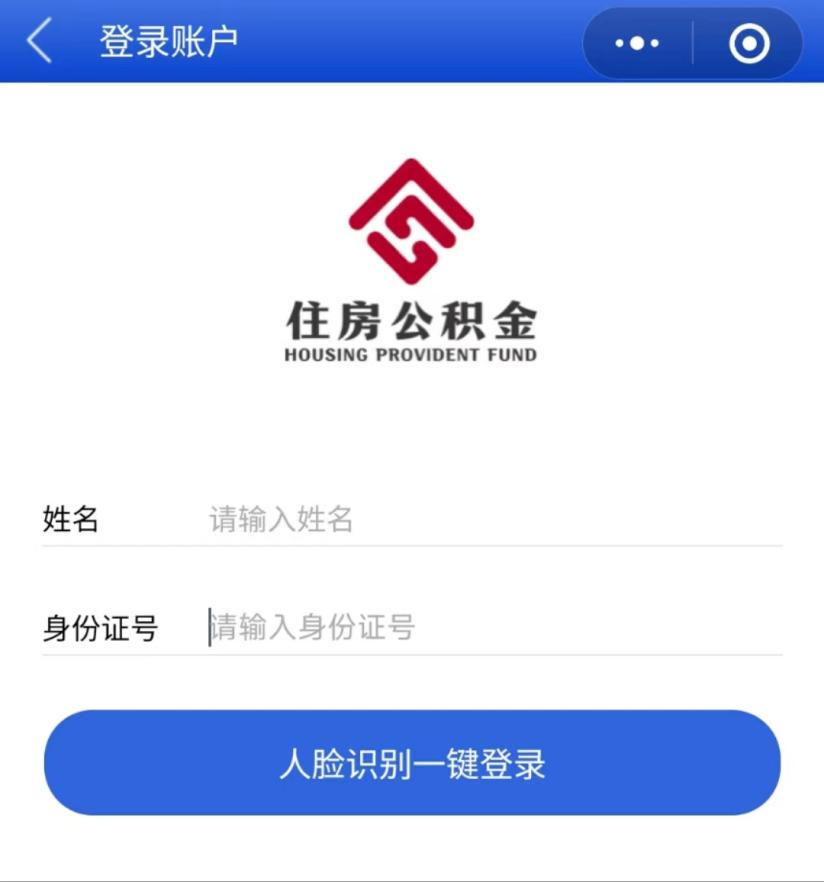 登录账户
住房公积金
HOUSING PROVIDENT FUND
姓名 请输入姓名
身份证号 请输入身份证号
人脸识别一键登录